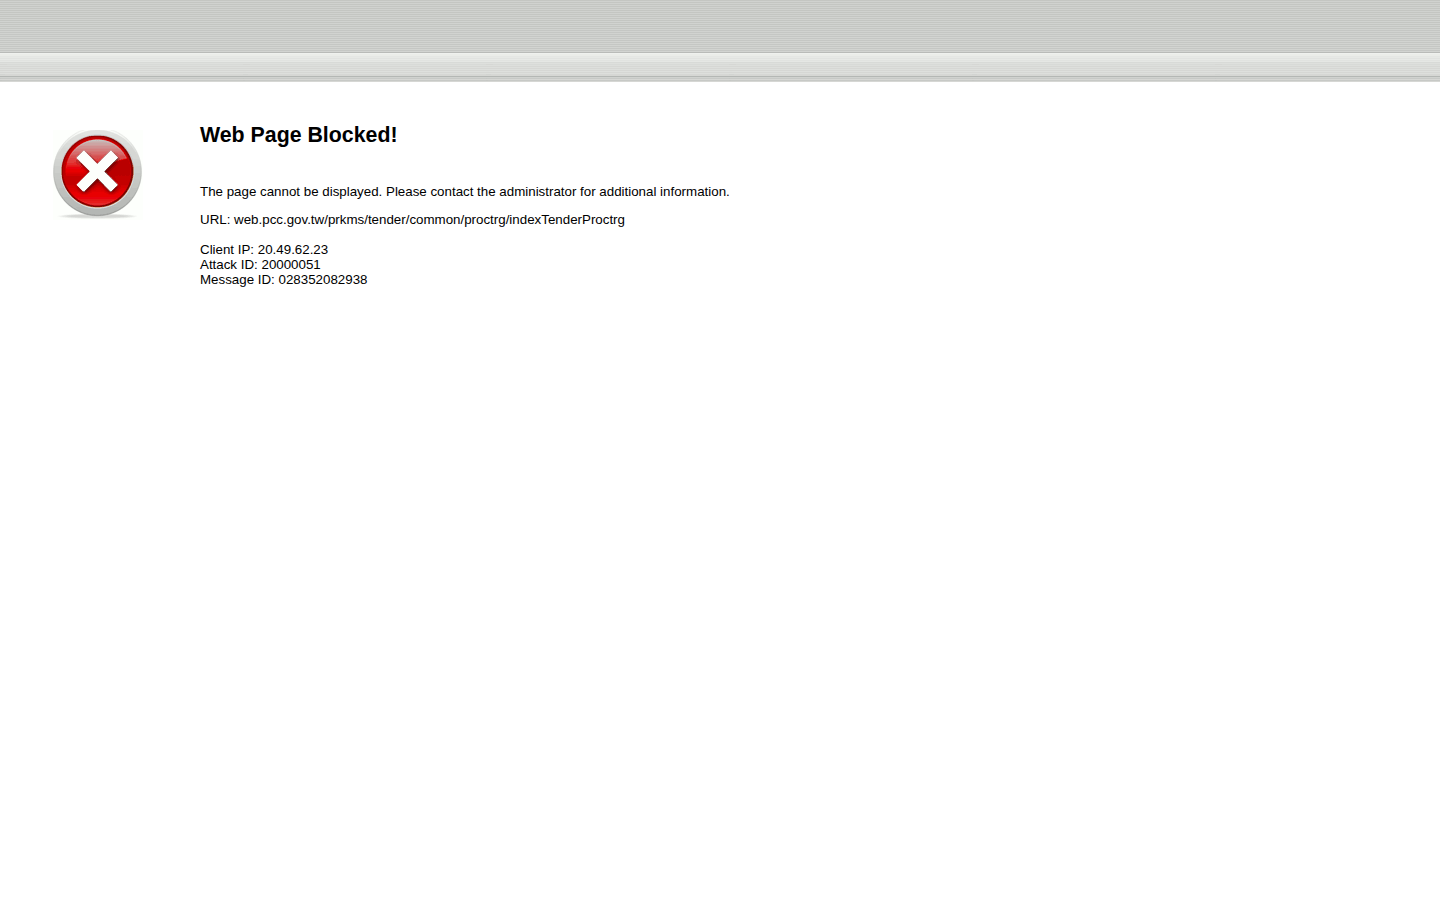 Web Page Blocked!
The page cannot be displayed. Please contact the administrator for additional information.
URL: web.pcc.gov.tw/prkms/tender/common/proctrg/indexTenderProctrg
Client IP: 20.49.62.23
Attack ID: 20000051
Message ID: 028352082938